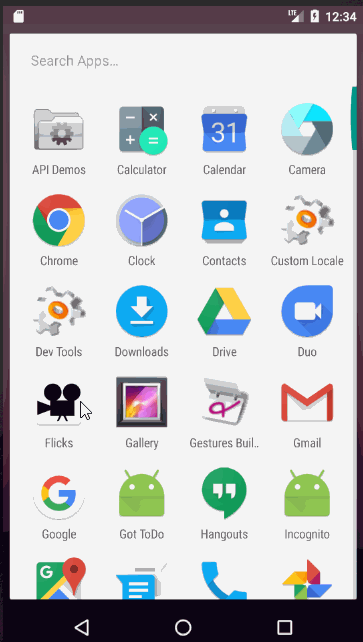 LTE 12:34
Search Apps...
31
API Demos Calculator Calendar Camera
Chrome Clock Contacts Custom Locale
Dev Tools Downloads Drive Duo
Flicks Gallery Gestures Buil.. Gmail
Google Got ToDo Hangouts Incognito